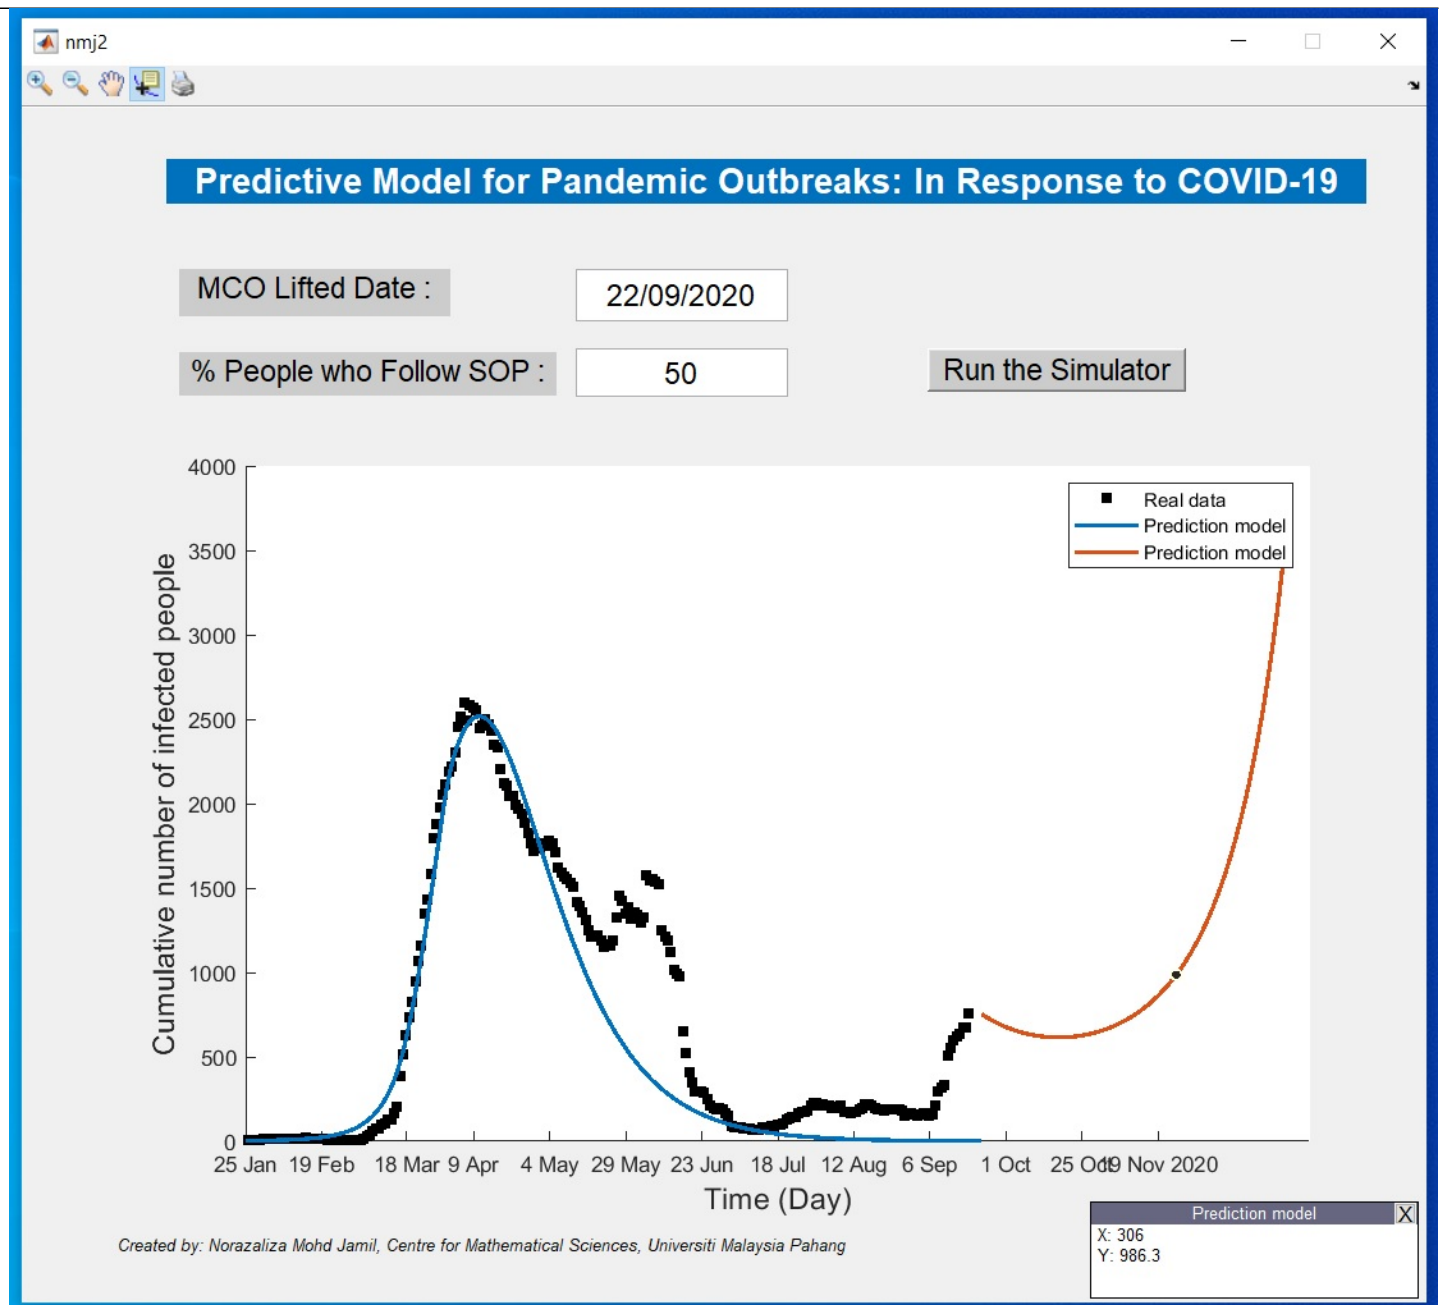 nmj2
Predictive Model for Pandemic Outbreaks: In Response to COVID-19
MCO Lifted Date :
22/09/2020
% People who Follow SOP :
50
Run the Simulator
4000
3500
3000
2500
2000
1500
1000
500
0
Cumulative number of infected people
Real data
Prediction model
Prediction model
25 Jan 19 Feb 18 Mar 9 Apr 4 May 29 May 23 Jun 18 Jul 12 Aug 6 Sep 1 Oct 25 Oct 19 Nov 2020
Time (Day)
Created by: Norazaliza Mohd Jamil, Centre for Mathematical Sciences, Universiti Malaysia Pahang
Prediction model X
X: 306
Y: 986.3